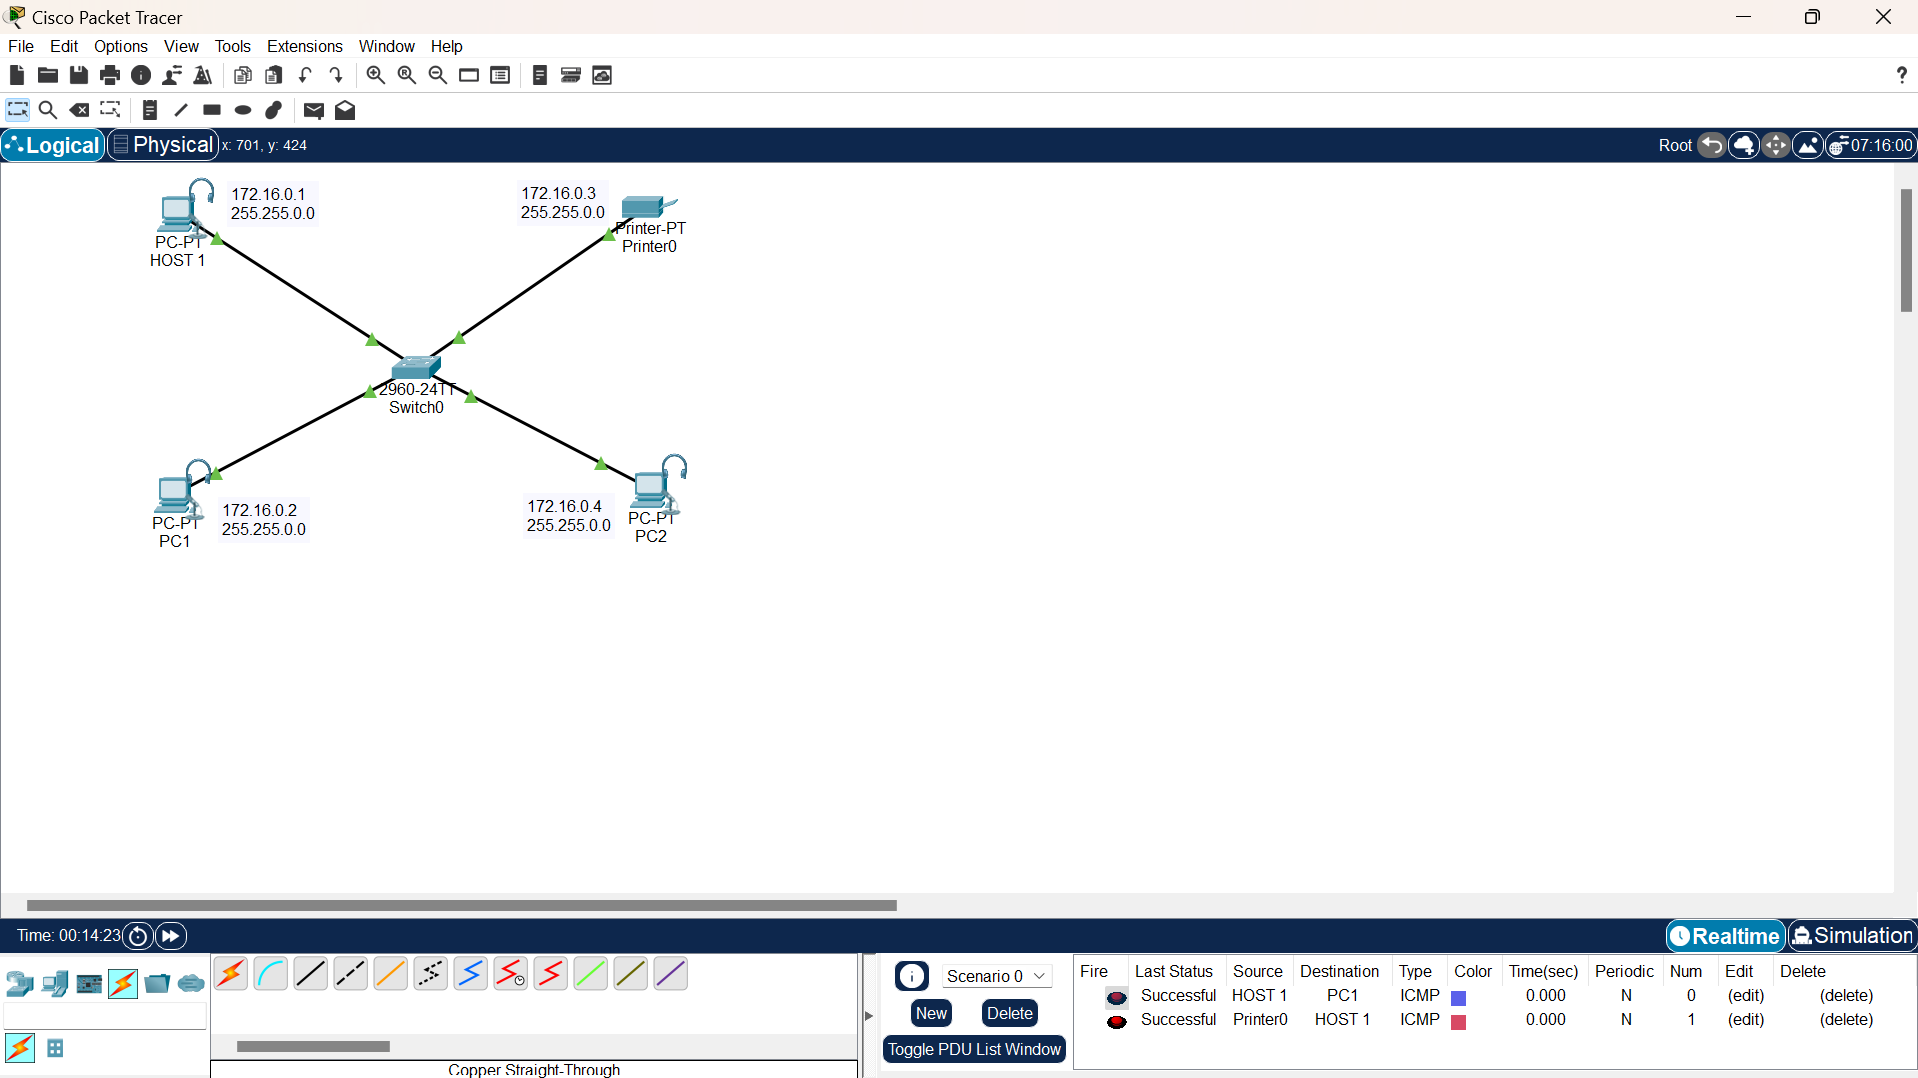 Cisco Packet Tracer
File Edit Options View Tools Extensions Window Help
?
Logical Physical x: 701, y: 424 Root 07:16:00
172.16.0.1
255.255.0.0
PC-PT
HOST 1
172.16.0.3
255.255.0.0
Printer-PT
Printer0
2960-24TT
Switch0
PC-PT
PC1
172.16.0.2
255.255.0.0
172.16.0.4
255.255.0.0
PC-PT
PC2
Time: 00:14:23 Realtime Simulation
Copper Straight-Through
Scenario 0
New Delete
Toggle PDU List Window
Fire Last Status Source Destination Type Color Time(sec) Periodic Num Edit Delete
Successful HOST 1 PC1 ICMP 0.000 N 0 (edit) (delete)
Successful Printer0 HOST 1 ICMP 0.000 N 1 (edit) (delete)